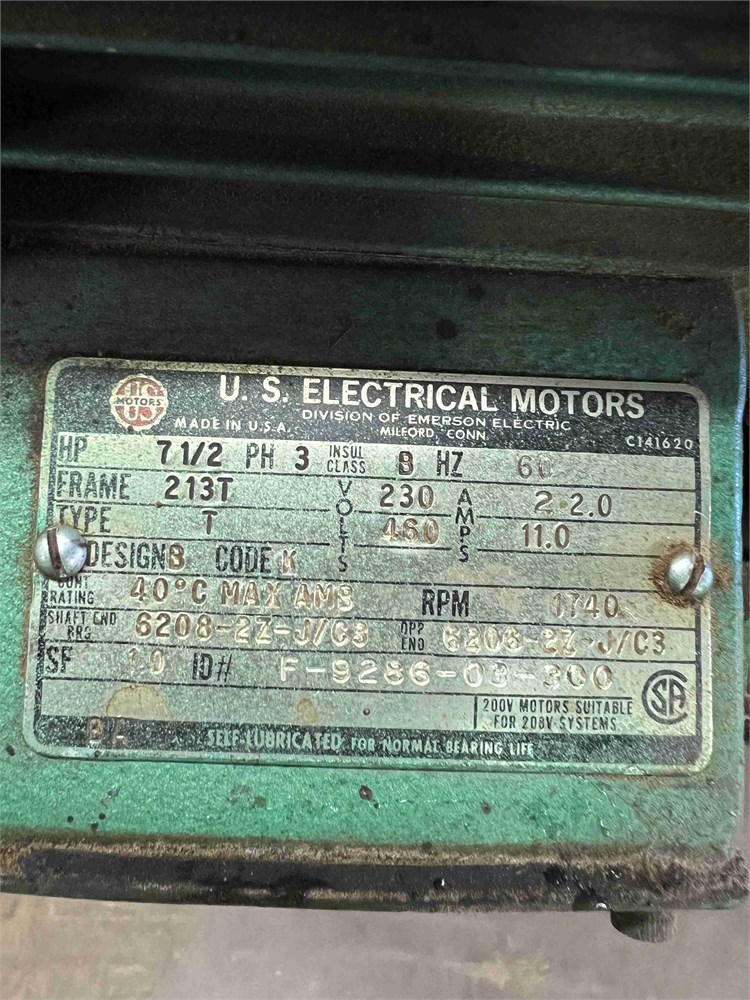 US MOTORS
U. S. ELECTRICAL MOTORS
DIVISION OF EMERSON ELECTRIC
MADE IN U.S.A. MILFORD, CONN. C141620
HP 7 1/2 PH 3 INSUL CLASS B HZ 60
FRAME 213T VOLTS 230 AMPS 22.0
TYPE T 460 11.0
DESIGN B CODE K
CONT RATING 40°C MAX AMB RPM 1740
SHAFT END BRG 6208-2Z-J/C3 OPP END 6206-2Z-J/C3
SF 1.0 ID# F-9286-03-300
200V MOTORS SUITABLE
FOR 208V SYSTEMS
SELF LUBRICATED FOR NORMAL BEARING LIFE